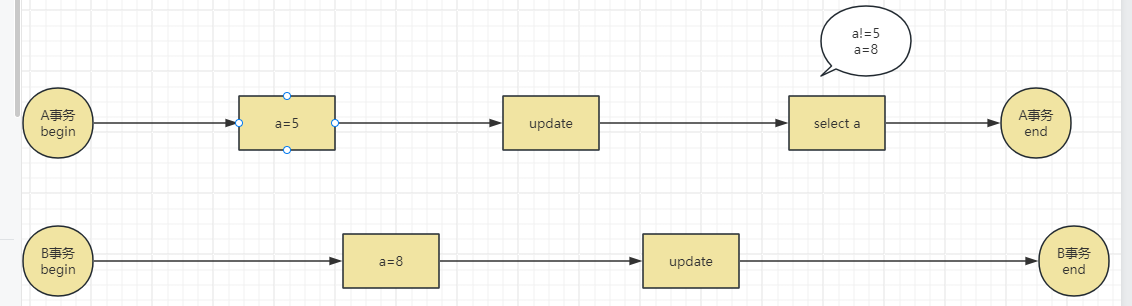 a!=5
a=8
A事务
begin
a=5
update
select a
A事务
end
B事务
begin
a=8
update
B事务
end